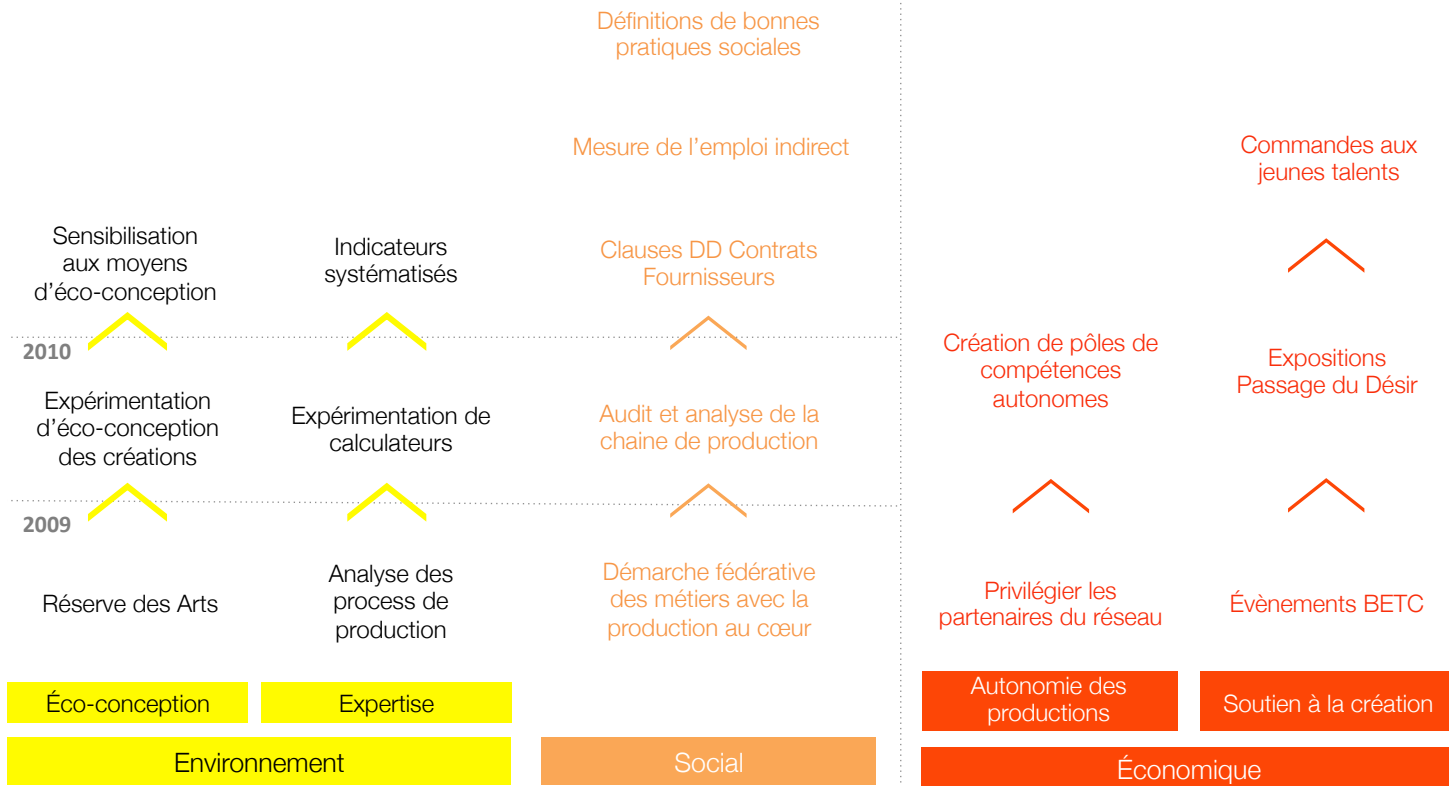 Définitions de bonnes
pratiques sociales
Mesure de l'emploi indirect
Commandes aux
jeunes talents
Sensibilisation
aux moyens
d'éco-conception
Indicateurs
systématisés
Clauses DD Contrats
Fournisseurs
2010
Expérimentation
d'éco-conception
des créations
Expérimentation de
calculateurs
Audit et analyse de la
chaine de production
Création de pôles de
compétences
autonomes
Expositions
Passage du Désir
2009
Réserve des Arts
Analyse des
process de
production
Démarche fédérative
des métiers avec la
production au cœur
Privilégier les
partenaires du réseau
Évènements BETC
Éco-conception
Expertise
Autonomie des
productions
Soutien à la création
Environnement
Social
Économique